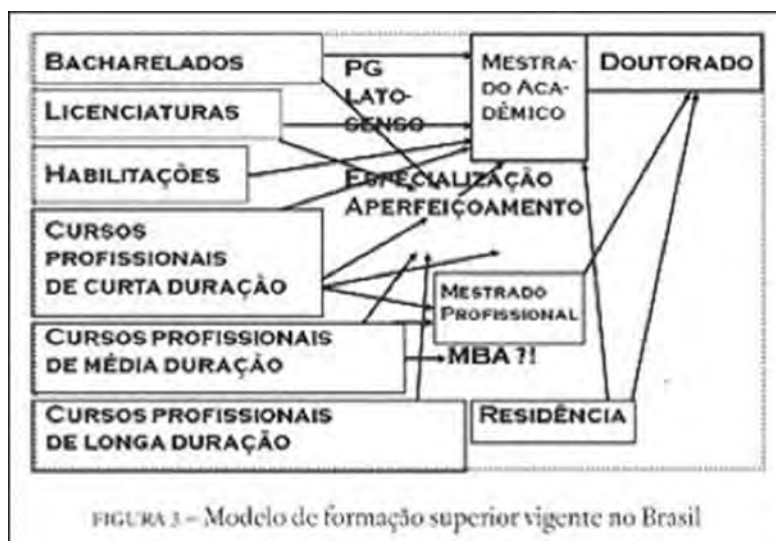 BACHARELADOS
LICENCIATURAS
HABILITAÇÕES
CURSOS
PROFISSIONAIS
DE CURTA DURAÇÃO
CURSOS PROFISSIONAIS
DE MÉDIA DURAÇÃO
CURSOS PROFISSIONAIS
DE LONGA DURAÇÃO
PG
LATO-
SENSO
ESPECIALIZAÇÃO
APERFEIÇOAMENTO
MESTRA-
DO ACA-
DÊMICO
DOUTORADO
MESTRADO
PROFISSIONAL
MBA ?!
RESIDÊNCIA
FIGURA 3 – Modelo de formação superior vigente no Brasil